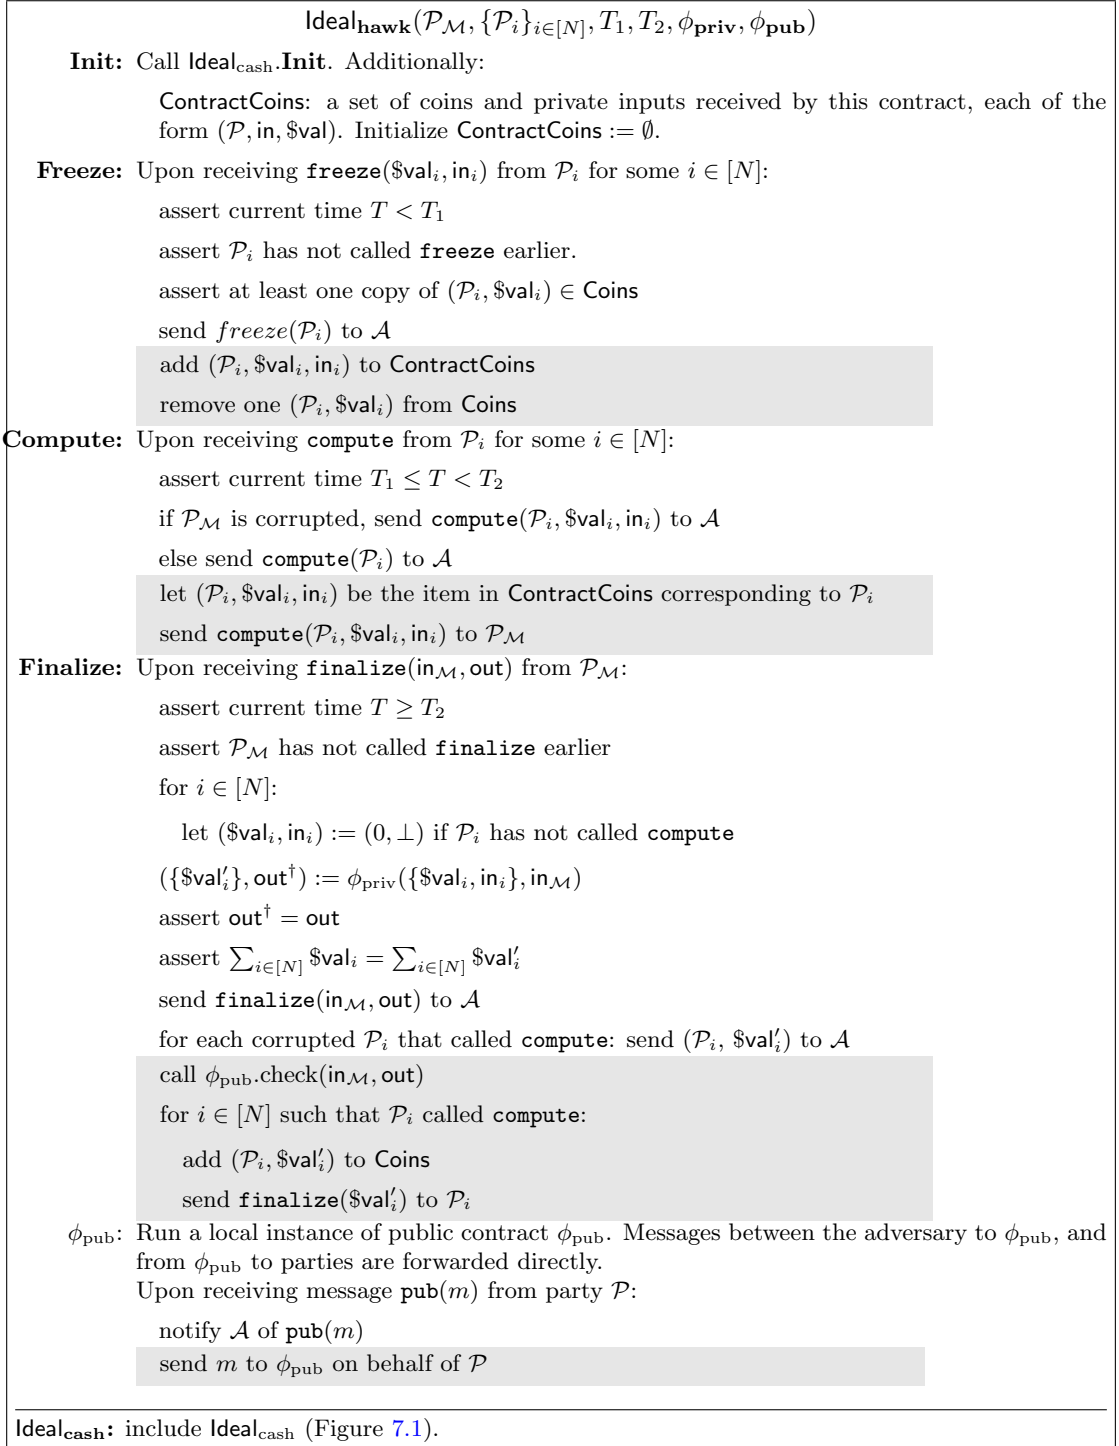 Ideal_hawk(𝒫_ℳ, {𝒫_i}_{i∈[N]}, T_1, T_2, ϕ_priv, ϕ_pub)
Init: Call Ideal_cash.Init. Additionally:
ContractCoins: a set of coins and private inputs received by this contract, each of the
form (𝒫, in, $val). Initialize ContractCoins := ∅.
Freeze: Upon receiving freeze($val_i, in_i) from 𝒫_i for some i ∈ [N]:
assert current time T < T_1
assert 𝒫_i has not called freeze earlier.
assert at least one copy of (𝒫_i, $val_i) ∈ Coins
send freeze(𝒫_i) to 𝒜
add (𝒫_i, $val_i, in_i) to ContractCoins
remove one (𝒫_i, $val_i) from Coins
Compute: Upon receiving compute from 𝒫_i for some i ∈ [N]:
assert current time T_1 ≤ T < T_2
if 𝒫_ℳ is corrupted, send compute(𝒫_i, $val_i, in_i) to 𝒜
else send compute(𝒫_i) to 𝒜
let (𝒫_i, $val_i, in_i) be the item in ContractCoins corresponding to 𝒫_i
send compute(𝒫_i, $val_i, in_i) to 𝒫_ℳ
Finalize: Upon receiving finalize(in_ℳ, out) from 𝒫_ℳ:
assert current time T ≥ T_2
assert 𝒫_ℳ has not called finalize earlier
for i ∈ [N]:
let ($val_i, in_i) := (0, ⊥) if 𝒫_i has not called compute
({$val′_i}, out^†) := ϕ_priv({$val_i, in_i}, in_ℳ)
assert out^† = out
assert ∑_{i∈[N]} $val_i = ∑_{i∈[N]} $val′_i
send finalize(in_ℳ, out) to 𝒜
for each corrupted 𝒫_i that called compute: send (𝒫_i, $val′_i) to 𝒜
call ϕ_pub.check(in_ℳ, out)
for i ∈ [N] such that 𝒫_i called compute:
add (𝒫_i, $val′_i) to Coins
send finalize($val′_i) to 𝒫_i
ϕ_pub: Run a local instance of public contract ϕ_pub. Messages between the adversary to ϕ_pub, and
from ϕ_pub to parties are forwarded directly.
Upon receiving message pub(m) from party 𝒫:
notify 𝒜 of pub(m)
send m to ϕ_pub on behalf of 𝒫
Ideal_cash: include Ideal_cash (Figure 7.1).